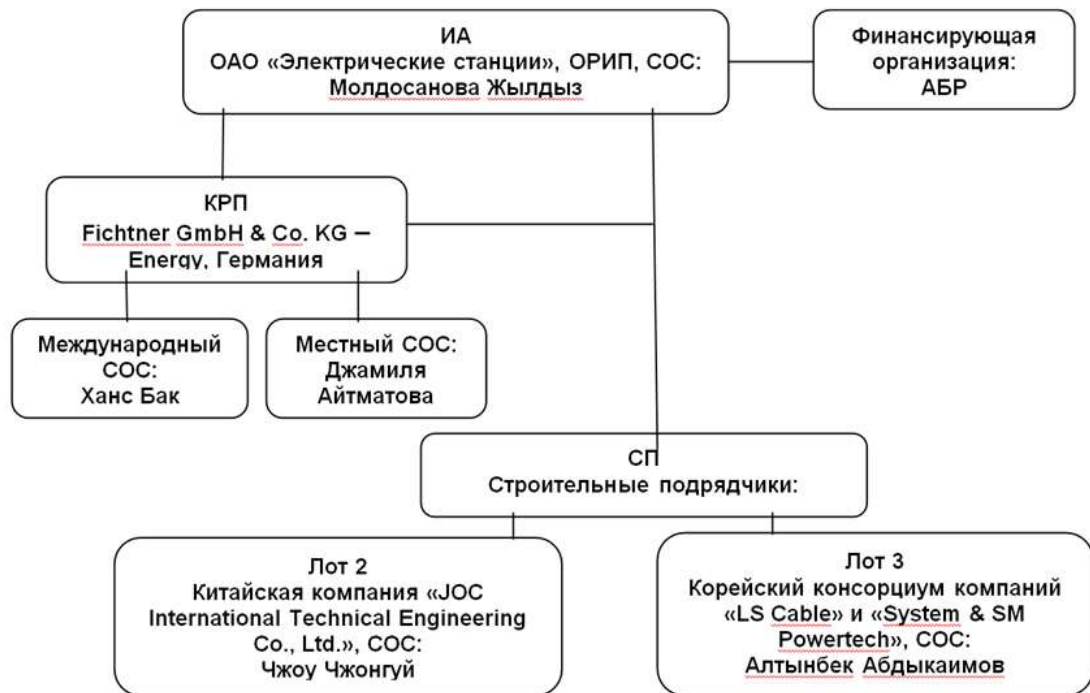 ИА
ОАО «Электрические станции», ОРИП, СОС:
Молдосанова Жылдыз
Финансирующая
организация:
АБР
КРП
Fichtner GmbH & Co. KG —
Energy, Германия
Международный
СОС:
Ханс Бак
Местный СОС:
Джамиля
Айтматова
СП
Строительные подрядчики:
Лот 2
Китайская компания «JOC
International Technical Engineering
Co., Ltd.», СОС:
Чжоу Чжонгуй
Лот 3
Корейский консорциум компаний
«LS Cable» и «System & SM
Powertech», СОС:
Алтынбек Абдыкаимов